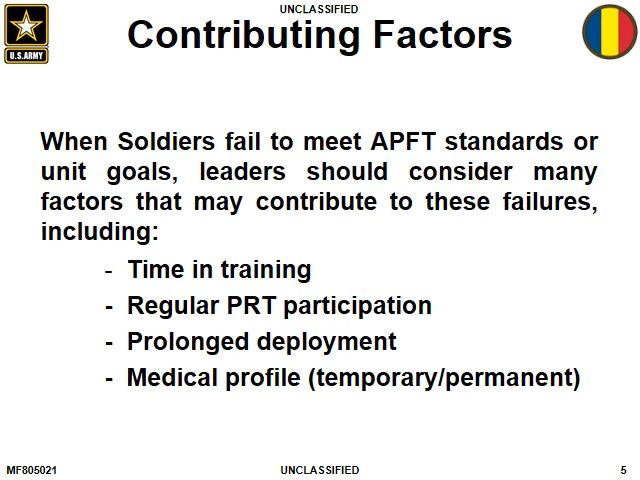 UNCLASSIFIED
Contributing Factors
U.S.ARMY
When Soldiers fail to meet APFT standards or
unit goals, leaders should consider many
factors that may contribute to these failures,
including:
- Time in training
- Regular PRT participation
- Prolonged deployment
- Medical profile (temporary/permanent)
MF805021
UNCLASSIFIED
5